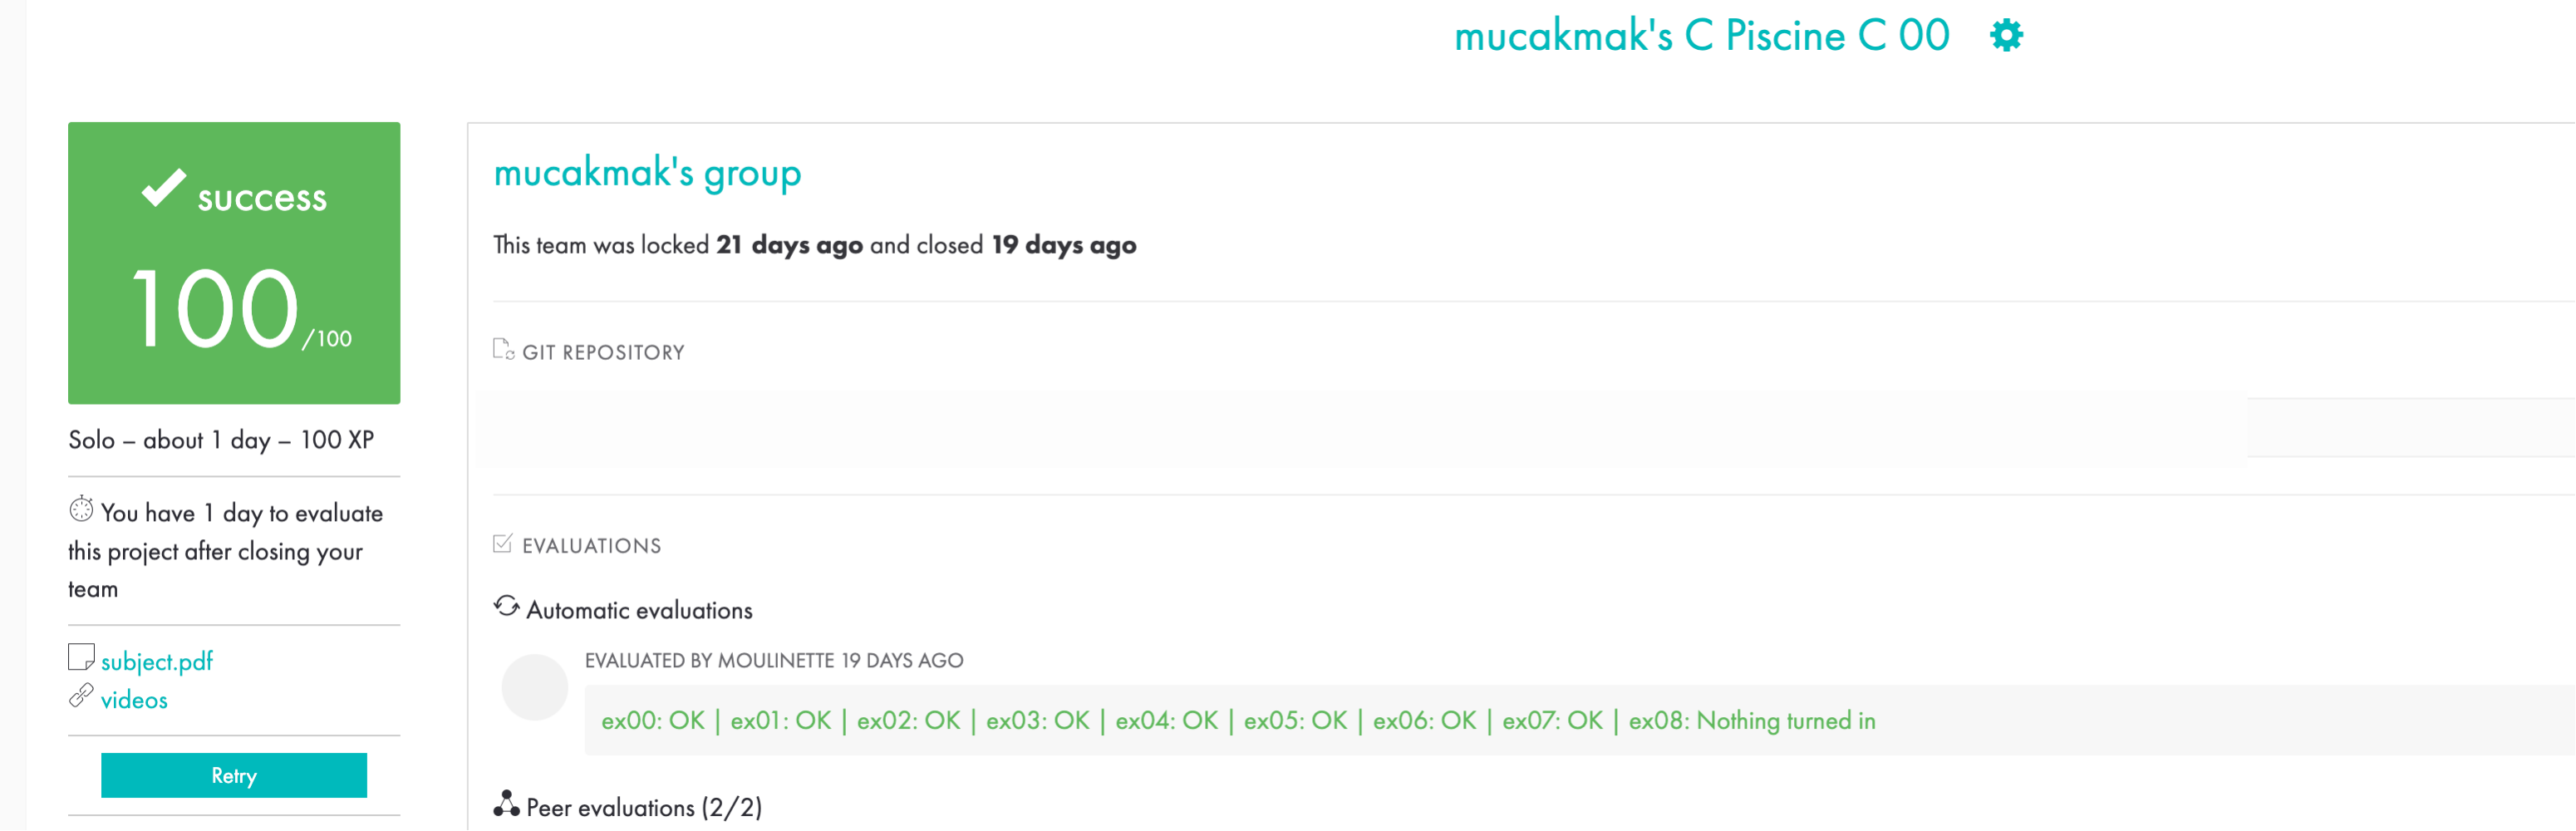 mucakmak's C Piscine C 00
success
100/100
Solo – about 1 day – 100 XP
You have 1 day to evaluate
this project after closing your
team
subject.pdf
videos
Retry
mucakmak's group
This team was locked 21 days ago and closed 19 days ago
GIT REPOSITORY
EVALUATIONS
Automatic evaluations
EVALUATED BY MOULINETTE 19 DAYS AGO
ex00: OK | ex01: OK | ex02: OK | ex03: OK | ex04: OK | ex05: OK | ex06: OK | ex07: OK | ex08: Nothing turned in
Peer evaluations (2/2)